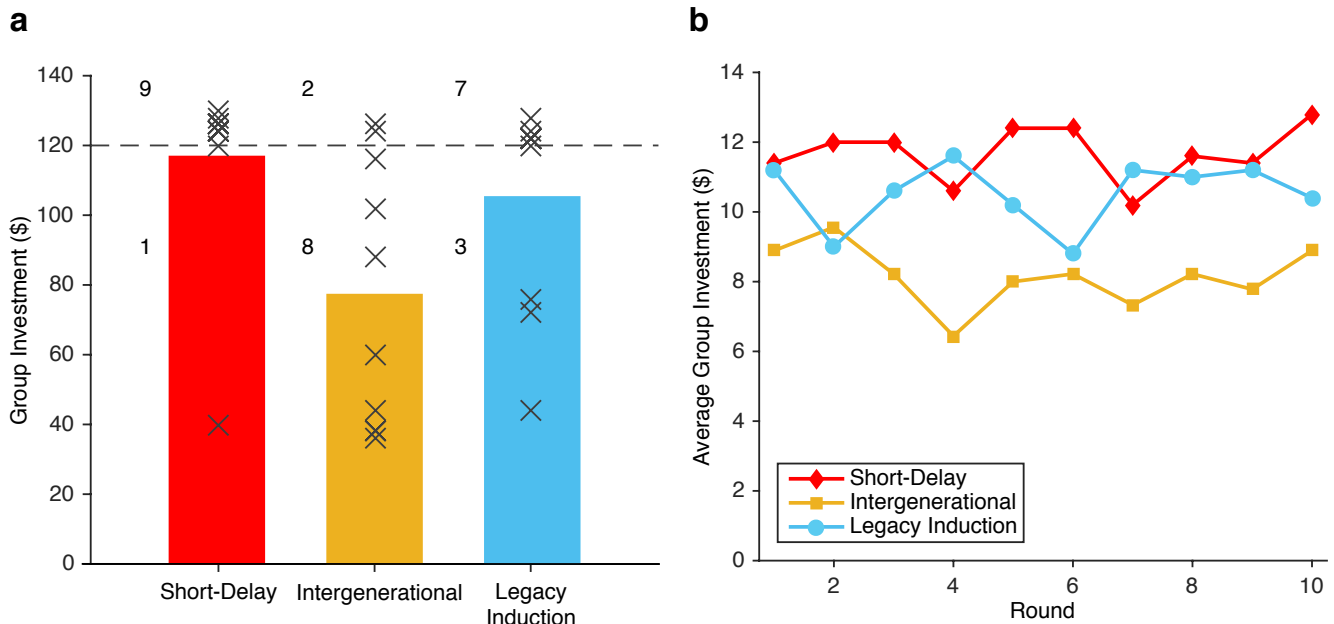 a
b
Group Investment ($)
140
120
100
80
60
40
20
0
9
2
7
1
8
3
Short-Delay
Intergenerational
Legacy
Induction
Average Group Investment ($)
14
12
10
8
6
4
2
0
Short-Delay
Intergenerational
Legacy Induction
2
4
6
8
10
Round